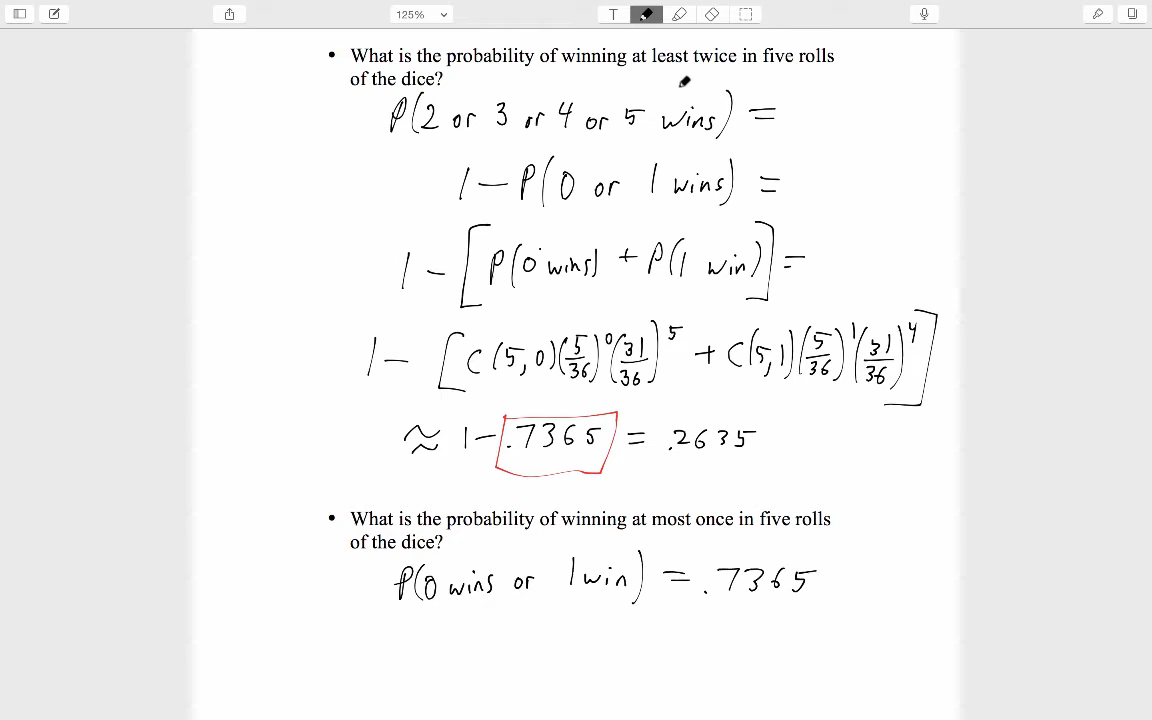 125%
T
• What is the probability of winning at least twice in five rolls
of the dice?
P(2 or 3 or 4 or 5 wins) =
1 – P(0 or 1 wins) =
1 – [P(0 wins) + P(1 win)] =
1 – [C(5,0)(5/36)^0(31/36)^5 + C(5,1)(5/36)^1(31/36)^4]
≈ 1 – .7365 = .2635
• What is the probability of winning at most once in five rolls
of the dice?
P(0 wins or 1 win) = .7365